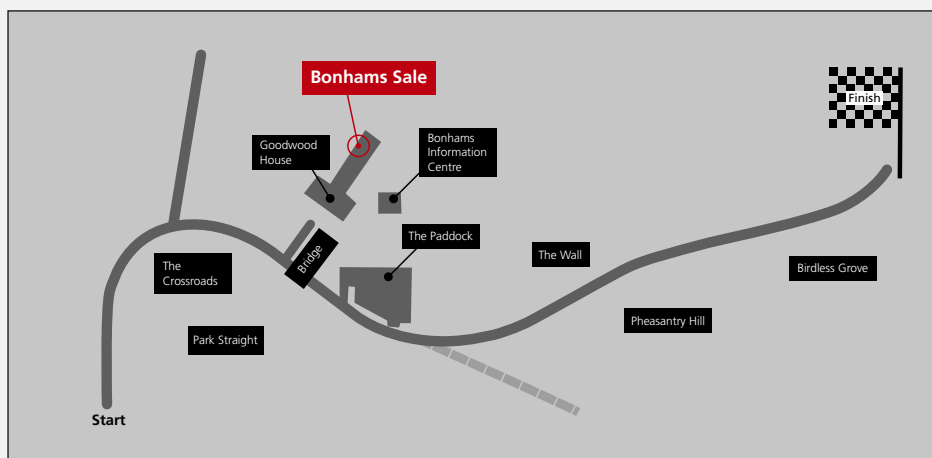 Bonhams Sale
Finish
Goodwood
House
Bonhams
Information
Centre
The Paddock
Bridge
The Wall
The
Crossroads
Birdless Grove
Pheasantry Hill
Park Straight
Start